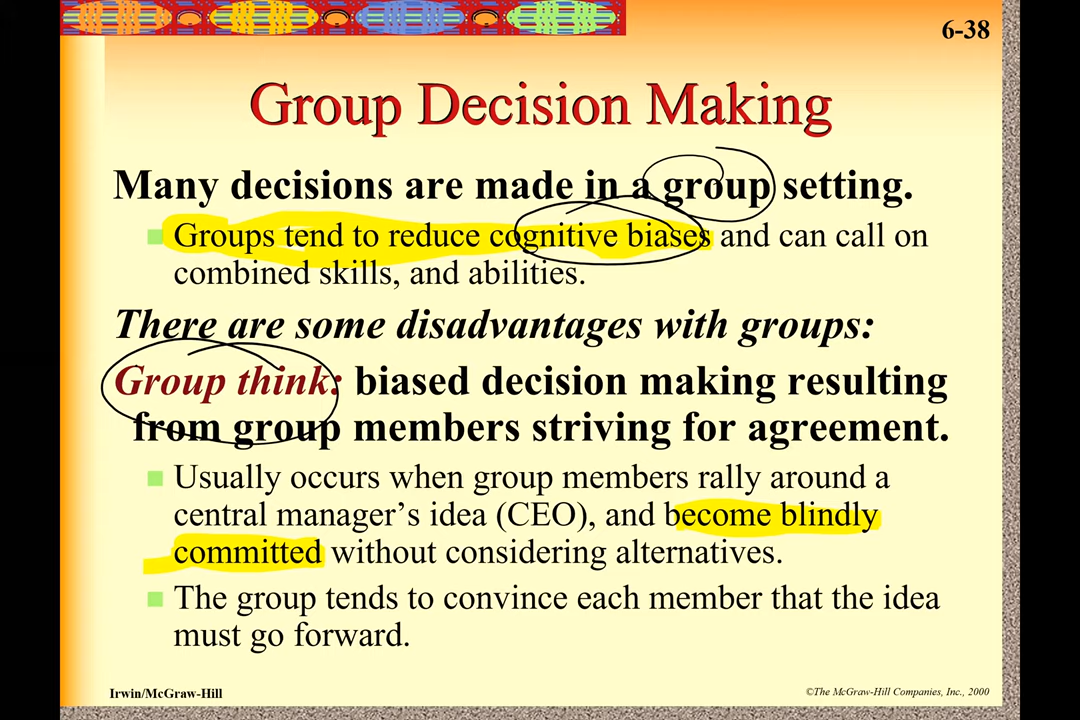 6-38
Group Decision Making
Many decisions are made in a group setting.
Groups tend to reduce cognitive biases and can call on
combined skills, and abilities.
There are some disadvantages with groups:
Group think: biased decision making resulting
from group members striving for agreement.
Usually occurs when group members rally around a
central manager’s idea (CEO), and become blindly
committed without considering alternatives.
The group tends to convince each member that the idea
must go forward.
Irwin/McGraw-Hill
©The McGraw-Hill Companies, Inc., 2000